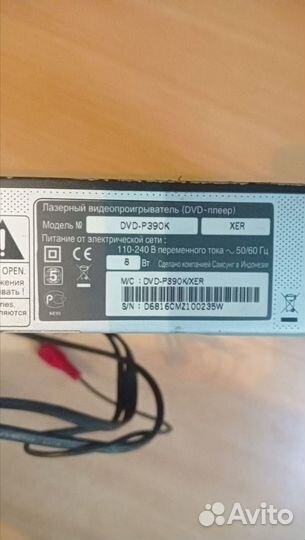 Лазерный видеопроигрыватель (DVD-плеер)
Модель № DVD-P390K XER
Питание от электрической сети :
110-240 В переменного тока ~ 50/60 Гц
8 Вт Сделано компанией Самсунг в Индонезии
OPEN.
5
M/C : DVD-P390K/XER
S/N : D6816CMZ100235W
Avito